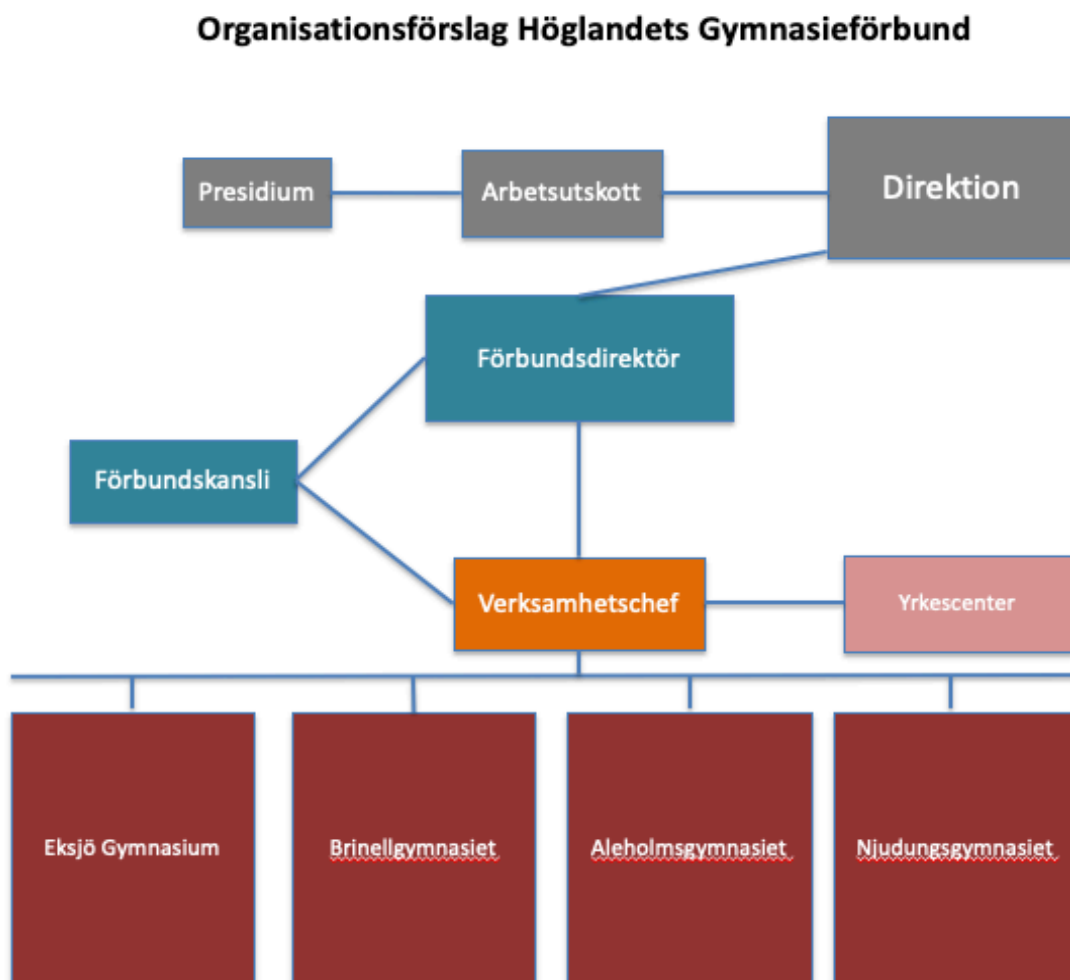 Organisationsförslag Höglandets Gymnasieförbund
Presidium
Arbetsutskott
Direktion
Förbundsdirektör
Förbundskansli
Verksamhetschef
Yrkescenter
Eksjö Gymnasium
Brinellgymnasiet
Aleholmsgymnasiet
Njudungsgymnasiet